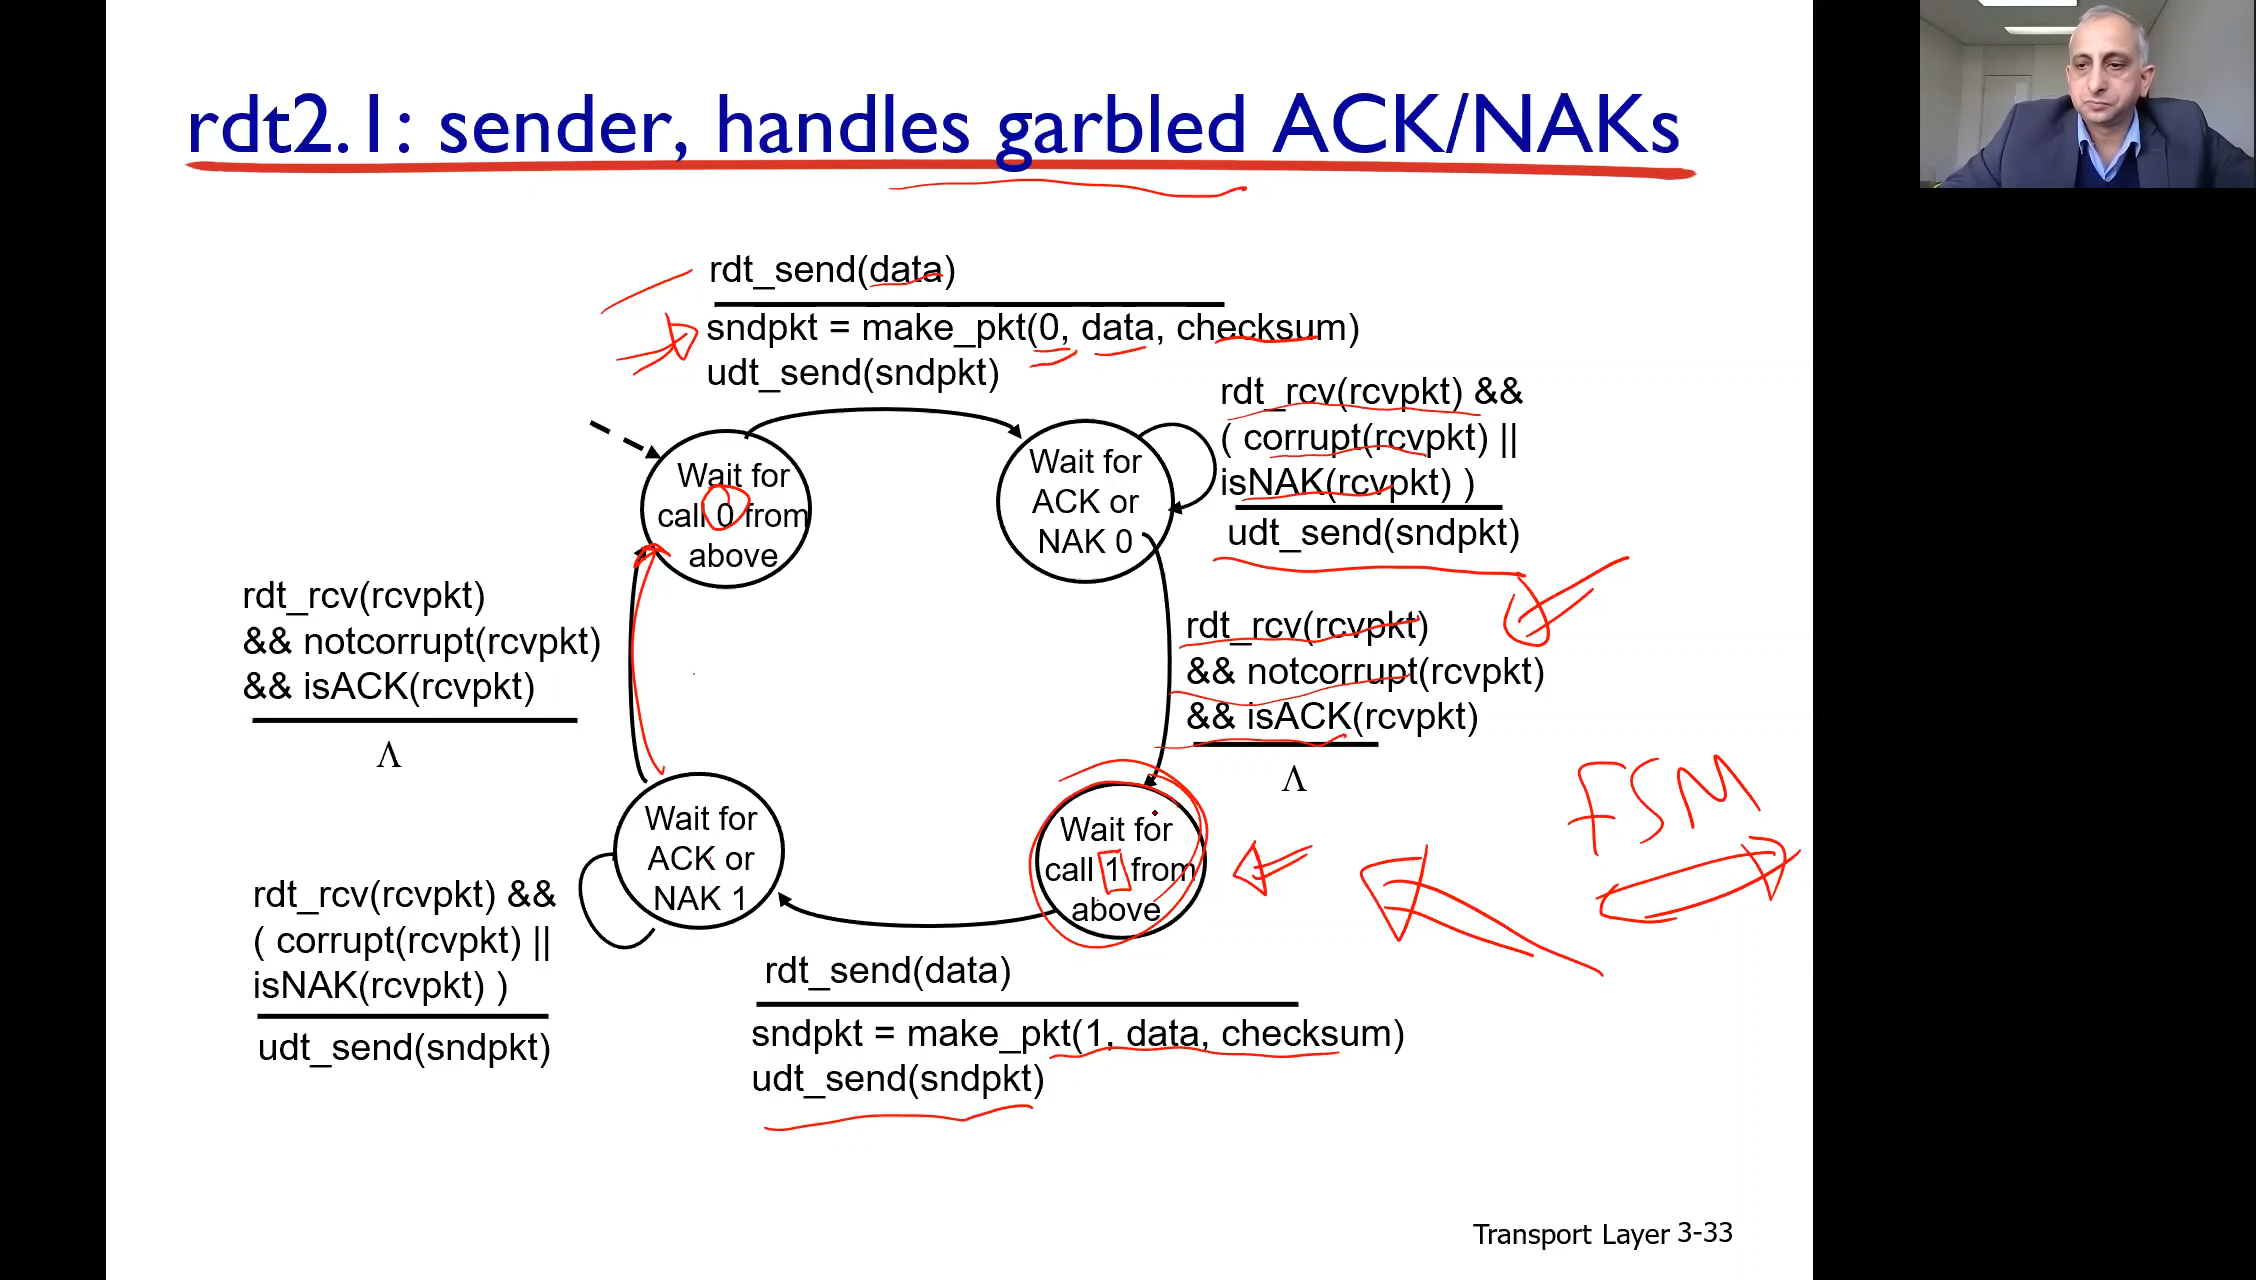 rdt2.1: sender, handles garbled ACK/NAKs
rdt_send(data)
sndpkt = make_pkt(0, data, checksum)
udt_send(sndpkt)
Wait for
call 0 from
above
Wait for
ACK or
NAK 0
rdt_rcv(rcvpkt) &&
( corrupt(rcvpkt) ||
isNAK(rcvpkt) )
udt_send(sndpkt)
rdt_rcv(rcvpkt)
&& notcorrupt(rcvpkt)
&& isACK(rcvpkt)
Λ
rdt_rcv(rcvpkt)
&& notcorrupt(rcvpkt)
&& isACK(rcvpkt)
Λ
FSM
Wait for
ACK or
NAK 1
Wait for
call 1 from
above
rdt_rcv(rcvpkt) &&
( corrupt(rcvpkt) ||
isNAK(rcvpkt) )
udt_send(sndpkt)
rdt_send(data)
sndpkt = make_pkt(1, data, checksum)
udt_send(sndpkt)
Transport Layer 3-33